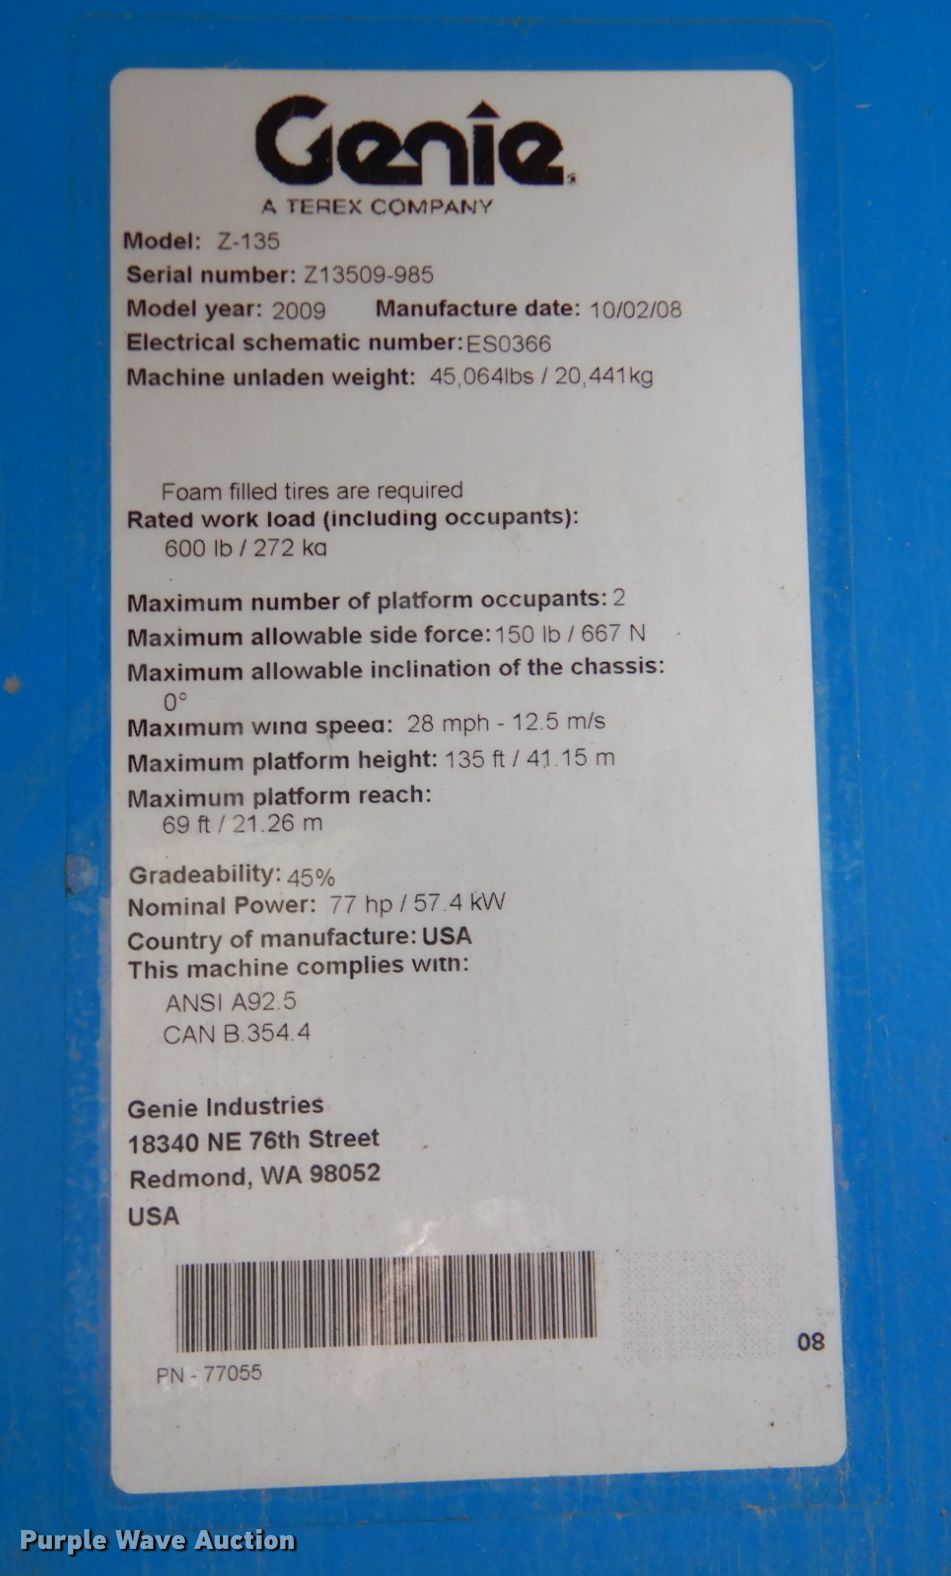 Genie.
A TEREX COMPANY
Model: Z-135
Serial number: Z13509-985
Model year: 2009 Manufacture date: 10/02/08
Electrical schematic number: ES0366
Machine unladen weight: 45,064lbs / 20,441kg
Foam filled tires are required
Rated work load (including occupants):
600 lb / 272 kg
Maximum number of platform occupants: 2
Maximum allowable side force: 150 lb / 667 N
Maximum allowable inclination of the chassis:
0°
Maximum wind speed: 28 mph - 12.5 m/s
Maximum platform height: 135 ft / 41.15 m
Maximum platform reach:
69 ft / 21.26 m
Gradeability: 45%
Nominal Power: 77 hp / 57.4 kW
Country of manufacture: USA
This machine complies with:
ANSI A92.5
CAN B.354.4
Genie Industries
18340 NE 76th Street
Redmond, WA 98052
USA
08
PN - 77055
Purple Wave Auction